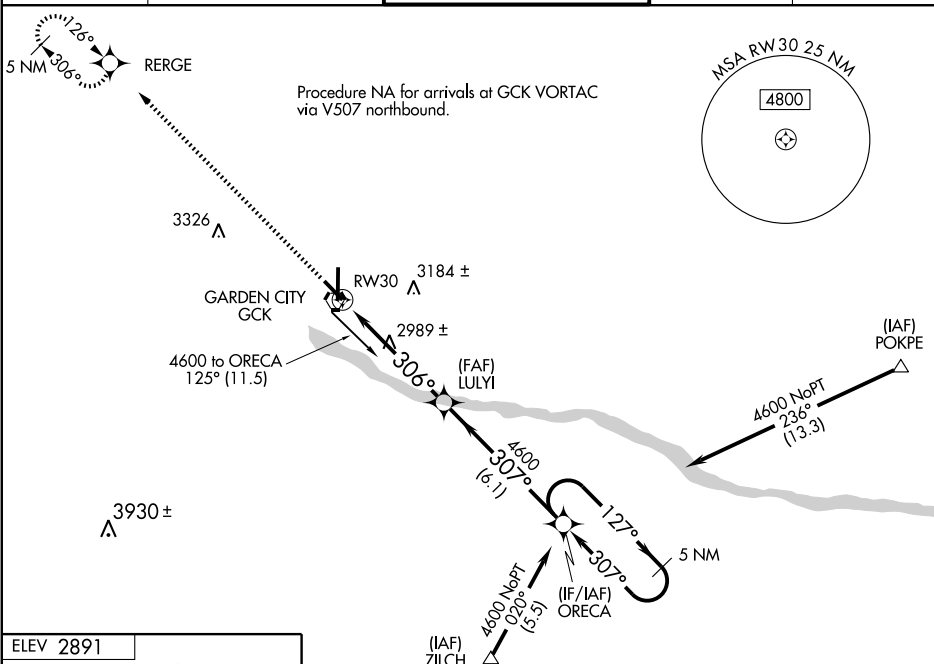 126°
306°
5 NM
RERGE
Procedure NA for arrivals at GCK VORTAC
via V507 northbound.
MSA RW30 25 NM
4800
3326
GARDEN CITY
GCK
RW30
3184 ±
2989 ±
4600 to ORECA
125° (11.5)
306°
(FAF)
LULYI
(IAF)
POKPE
4600 NoPT
236°
(13.3)
4600
307°
(6.1)
3930 ±
127°
307°
5 NM
(IF/IAF)
ORECA
4600 NoPT
020°
(5.5)
(IAF)
ZILCH
ELEV 2891